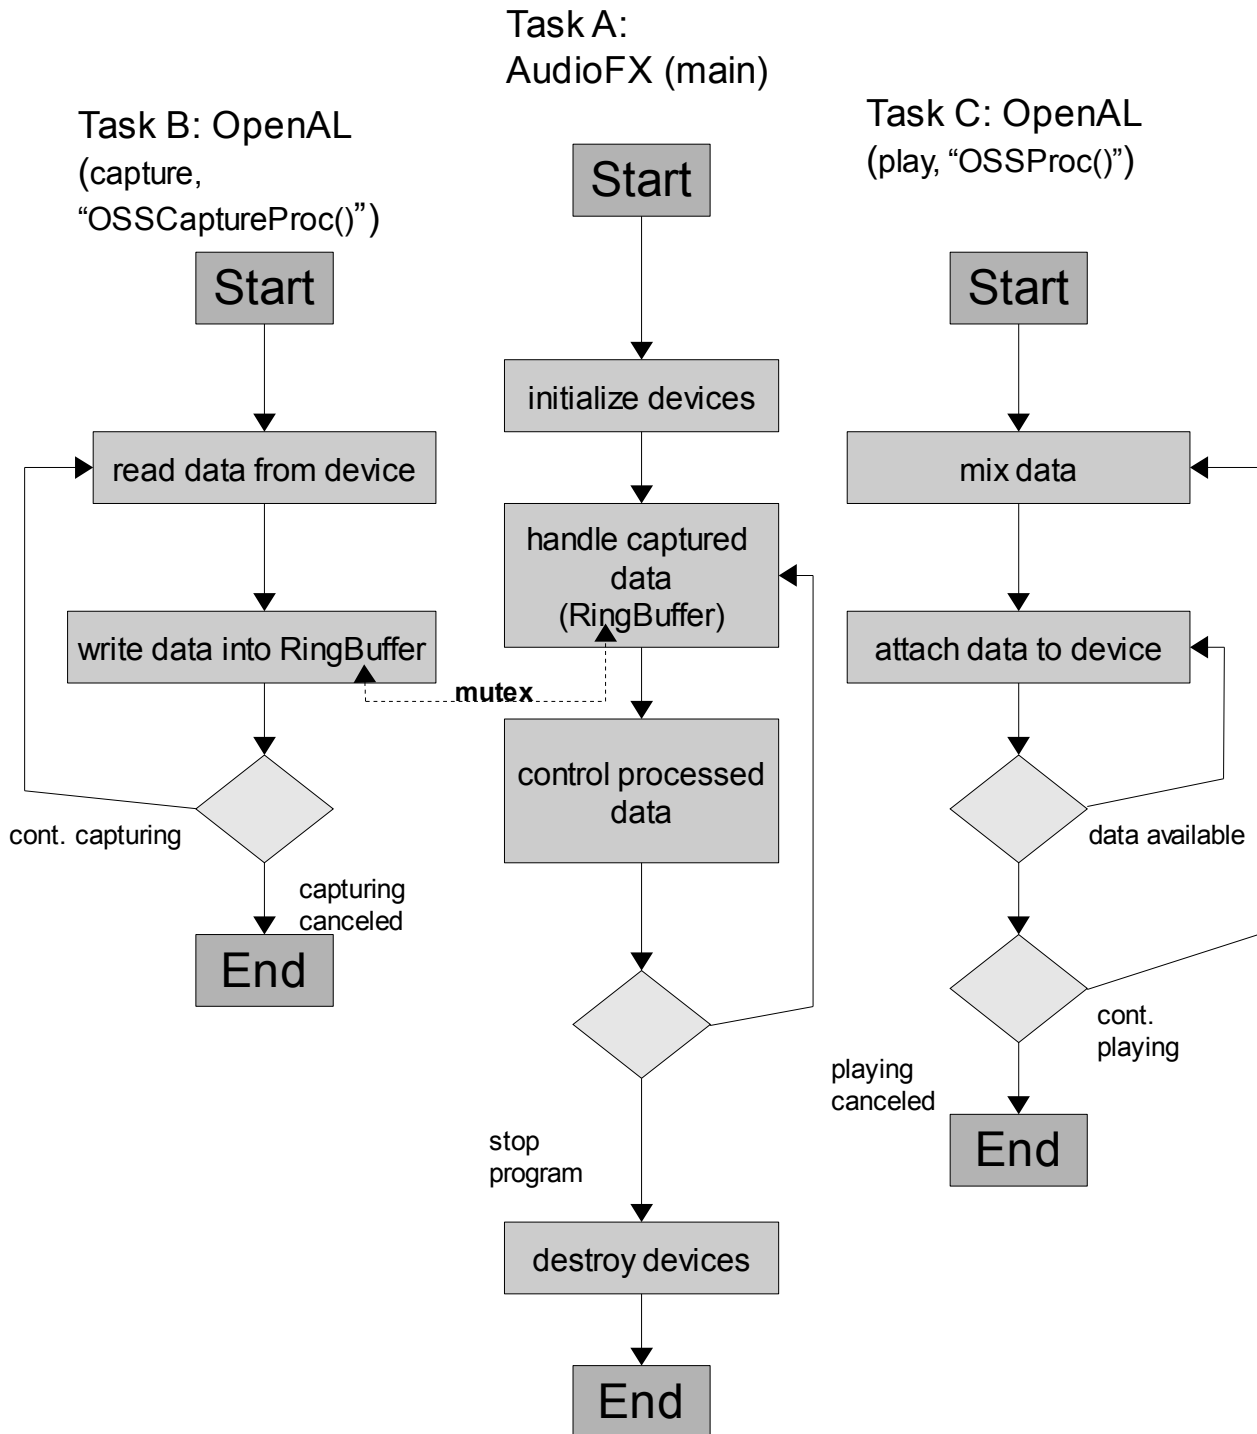 Task A:
AudioFX (main)
Task B: OpenAL
(capture,
“OSSCaptureProc()”)
Task C: OpenAL
(play, “OSSProc()”)
Start
Start
Start
initialize devices
read data from device
mix data
handle captured
data
(RingBuffer)
write data into RingBuffer
attach data to device
mutex
control processed
data
cont. capturing
data available
capturing
canceled
End
cont.
playing
playing
canceled
stop
program
End
destroy devices
End